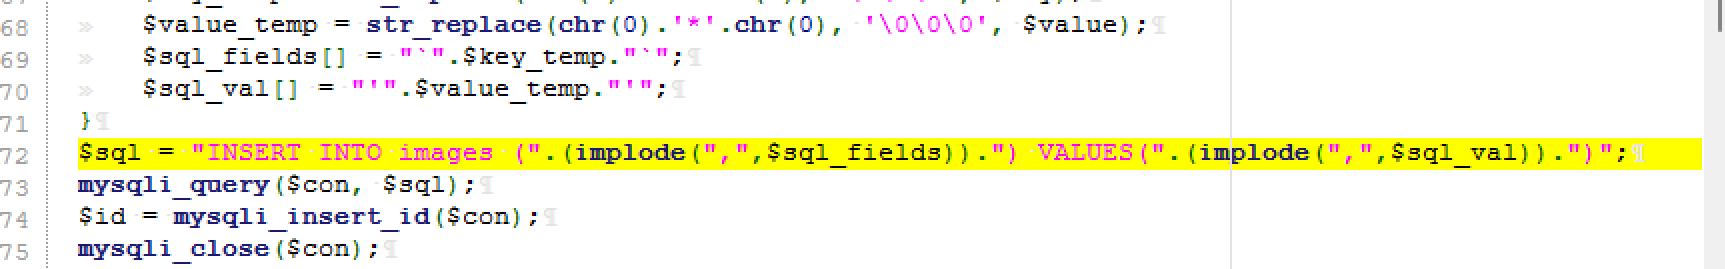 68 » $value_temp = str_replace(chr(0).'*'.chr(0), '\0\0\0', $value);¶
69 » $sql_fields[] = "`".$key_temp."`";¶
70 » $sql_val[] = "'".$value_temp."'";¶
71 }¶
72 $sql = "INSERT INTO images (".(implode(",",$sql_fields)).") VALUES(".(implode(",",$sql_val)).")";¶
73 mysqli_query($con, $sql);¶
74 $id = mysqli_insert_id($con);¶
75 mysqli_close($con);¶